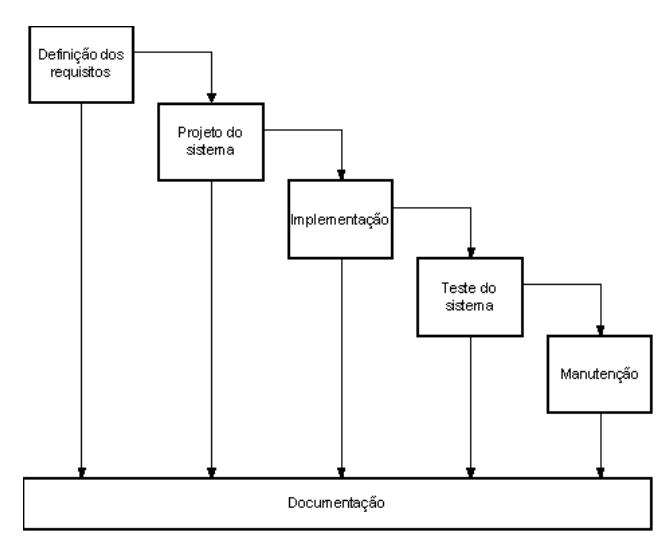 Definição dos
requisitos
Projeto do
sistema
Implementação
Teste do
sistema
Manutenção
Documentação